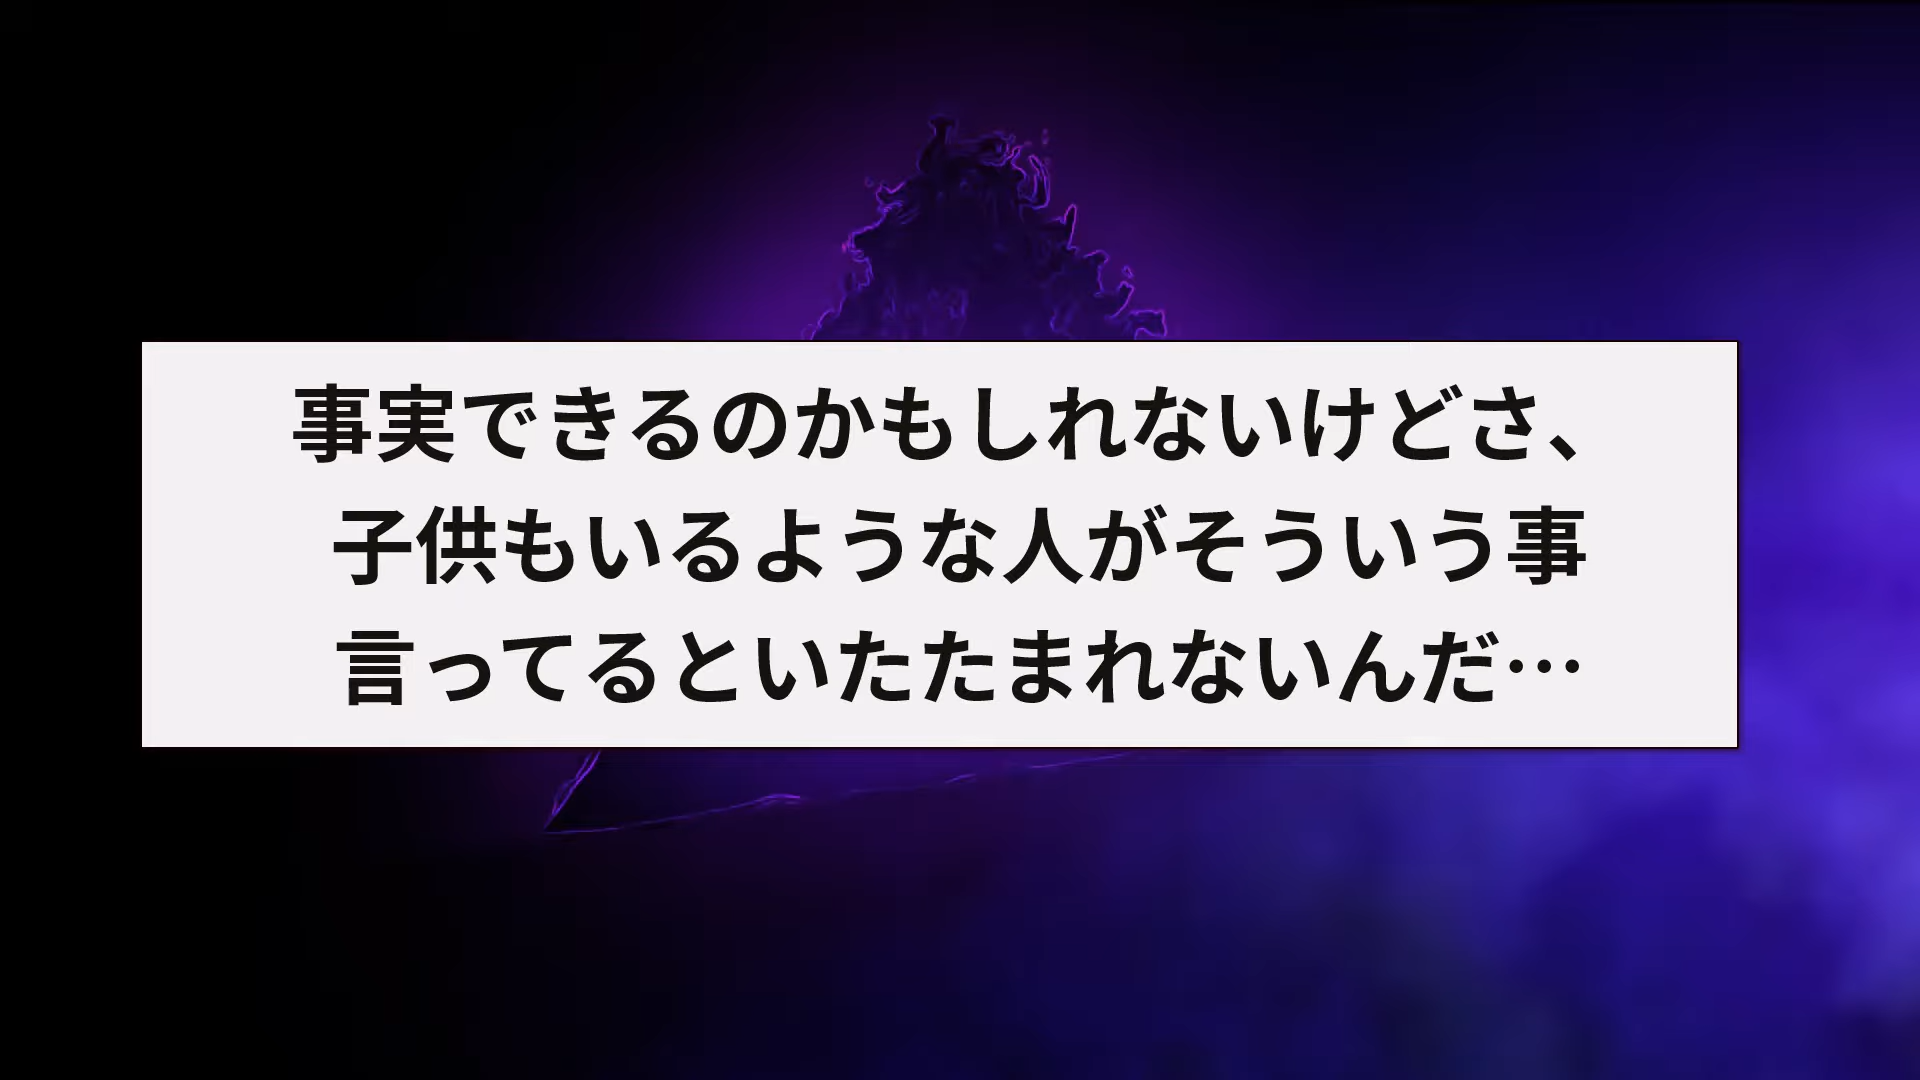 事実できるのかもしれないけどさ、
子供もいるような人がそういう事
言ってるといたたまれないんだ…